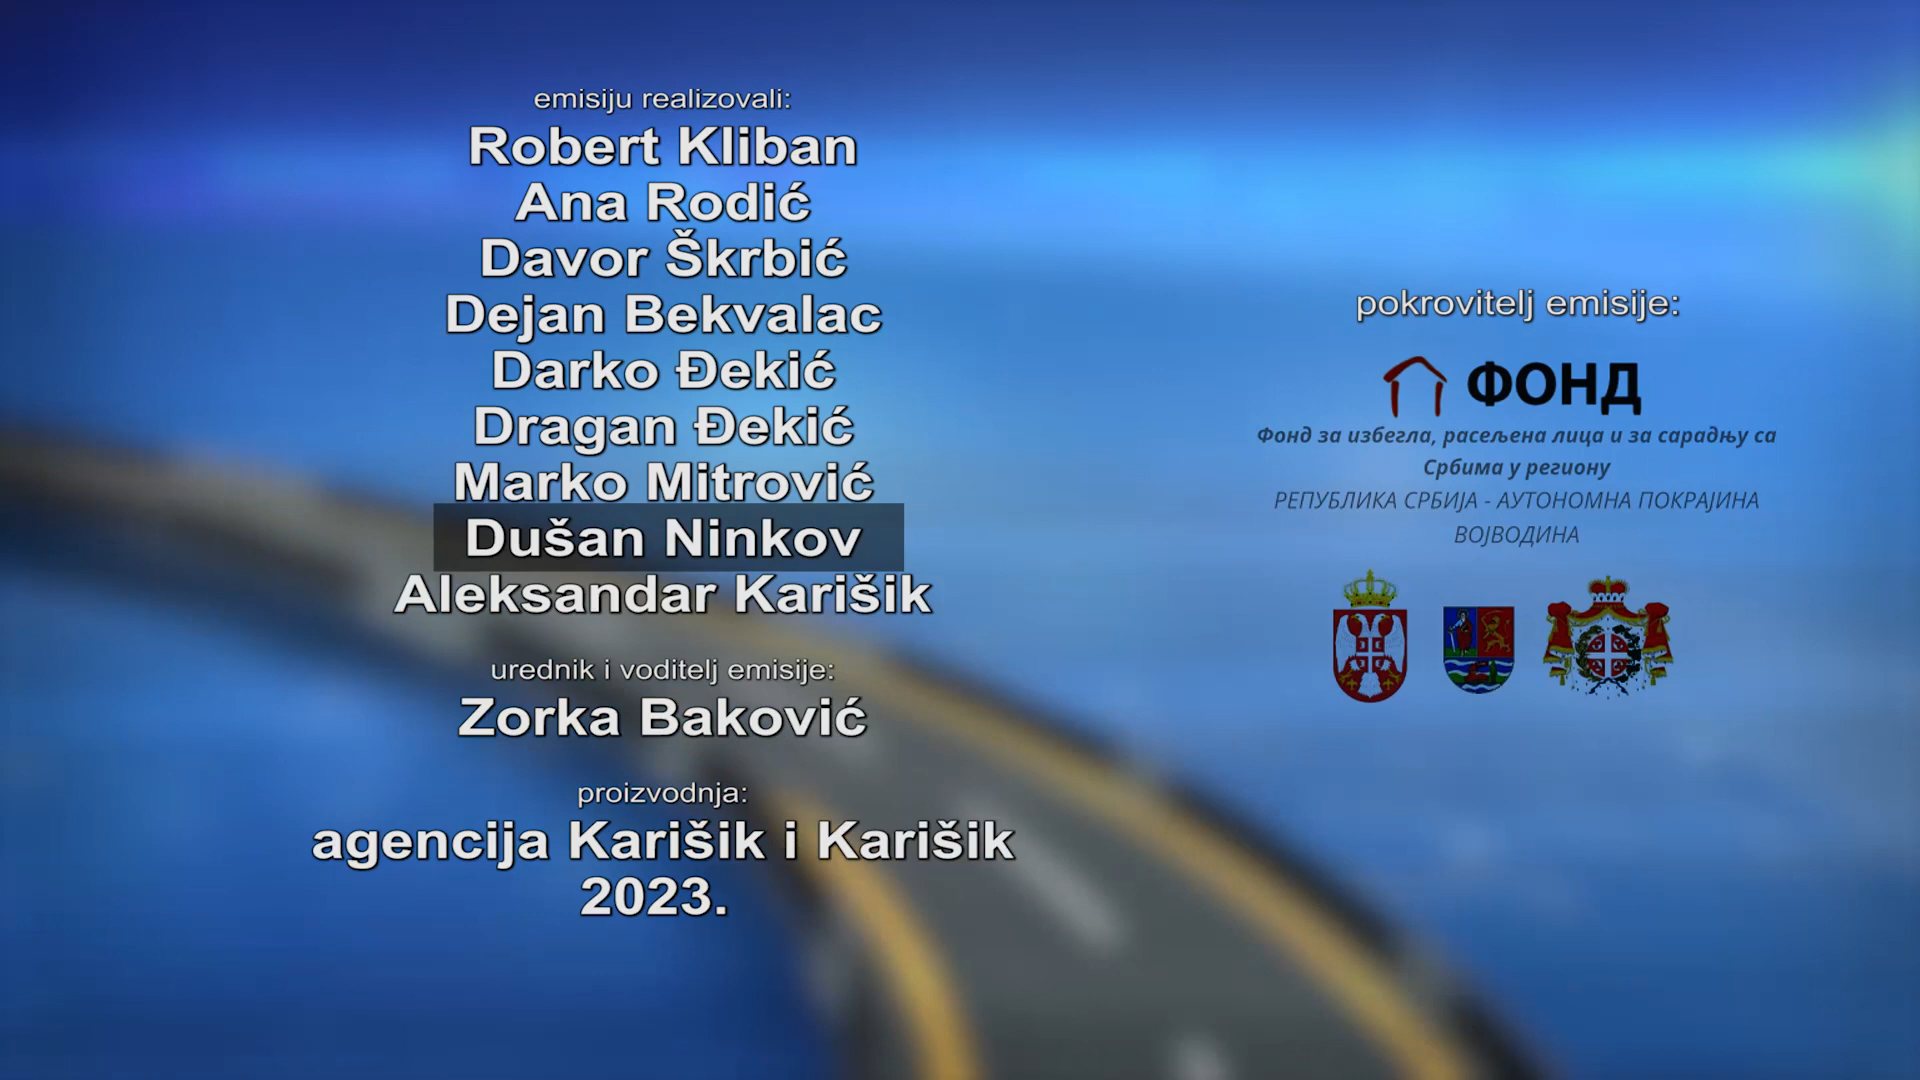 emisiju realizovali:
Robert Kliban
Ana Rodić
Davor Škrbić
Dejan Bekvalac
Darko Đekić
Dragan Đekić
Marko Mitrović
Dušan Ninkov
Aleksandar Karišik
urednik i voditelj emisije:
Zorka Baković
proizvodnja:
agencija Karišik i Karišik
2023.
pokrovitelj emisije:
ФОНД
Фонд за избегла, расељена лица и за сарадњу са
Србима у региону
РЕПУБЛИКА СРБИЈА - АУТОНОМНА ПОКРАЈИНА
ВОЈВОДИНА